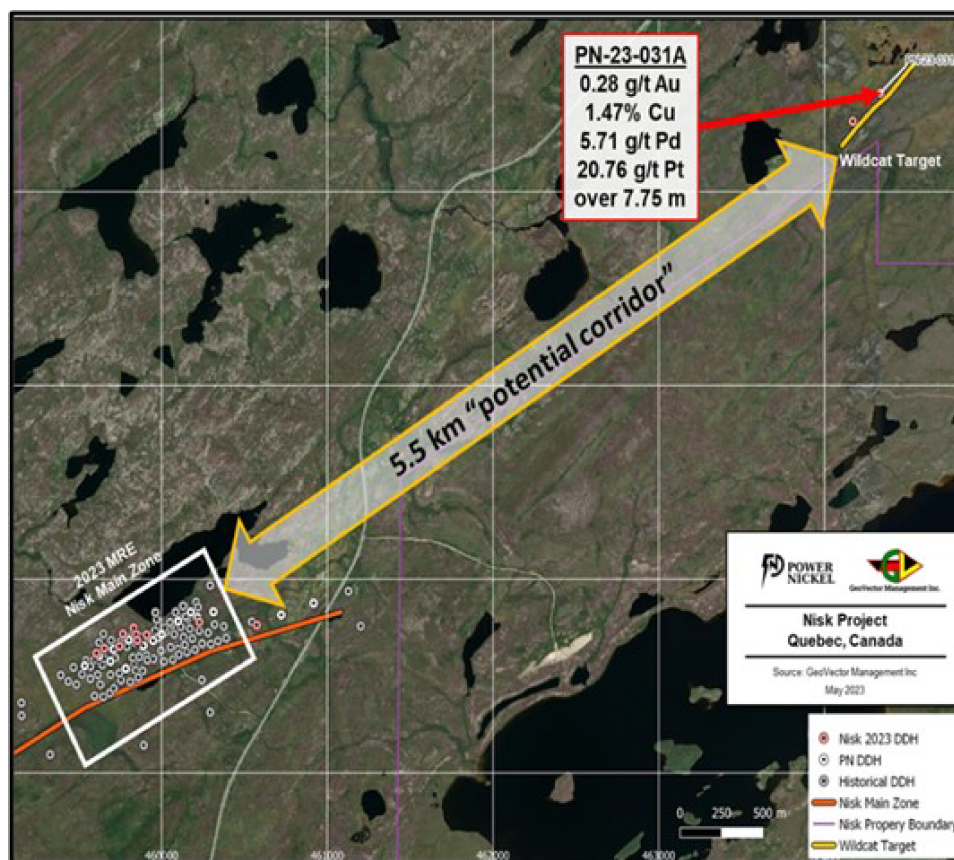 PN-23-031A
0.28 g/t Au
1.47% Cu
5.71 g/t Pd
20.76 g/t Pt
over 7.75 m
PN-23-031
Wildcat Target
5.5 km "potential corridor"
2023 MRE
Nisk Main Zone
POWER
NICKEL
GeoVector Management Inc.
Nisk Project
Quebec, Canada
Source: GeoVector Management Inc
May 2023
Nisk 2023 DDH
PN DDH
Historical DDH
Nisk Main Zone
Nisk Propery Boundary
Wildcat Target
0 250 500 m
460000 461000 462000 463000